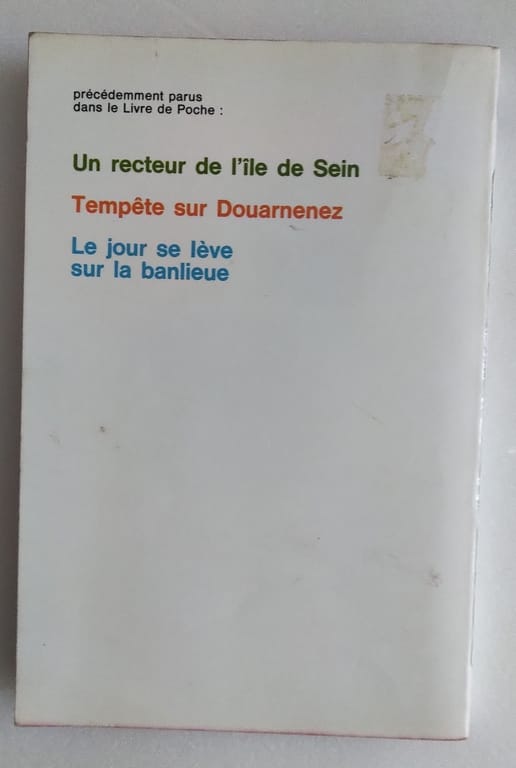 précédemment parus
dans le Livre de Poche :
Un recteur de l'île de Sein
Tempête sur Douarnenez
Le jour se lève
sur la banlieue